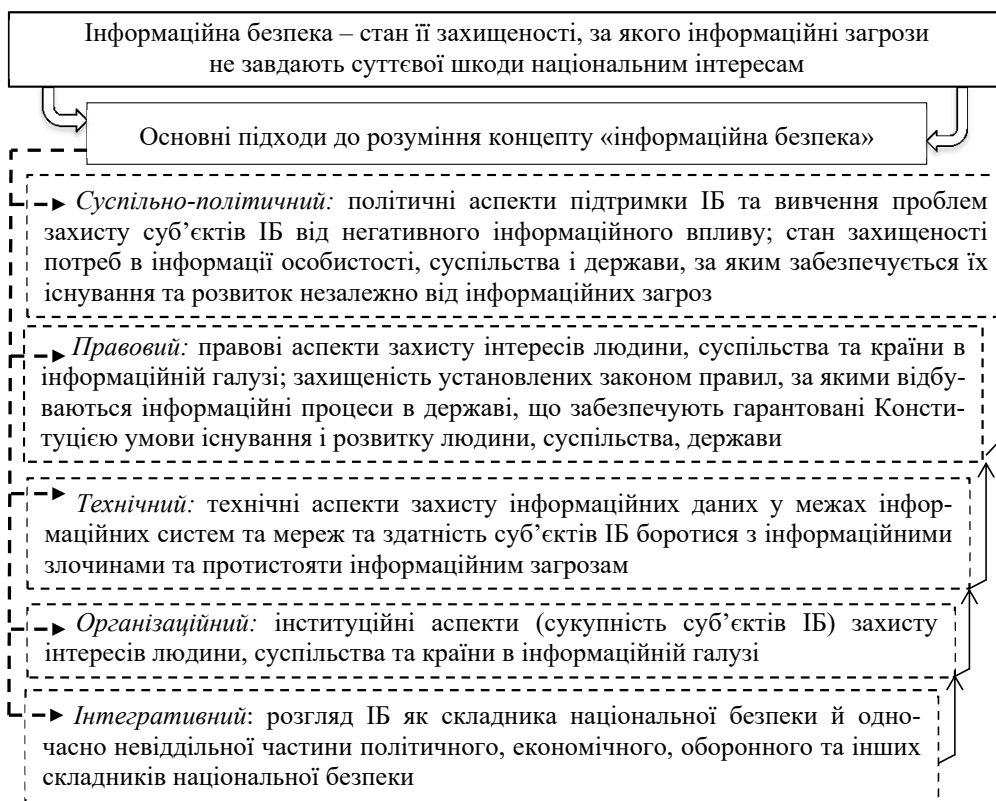 Інформаційна безпека – стан її захищеності, за якого інформаційні загрози
не завдають суттєвої шкоди національним інтересам
Основні підходи до розуміння концепту «інформаційна безпека»
Суспільно-політичний: політичні аспекти підтримки ІБ та вивчення проблем
захисту суб’єктів ІБ від негативного інформаційного впливу; стан захищеності
потреб в інформації особистості, суспільства і держави, за яким забезпечується їх
існування та розвиток незалежно від інформаційних загроз
Правовий: правові аспекти захисту інтересів людини, суспільства та країни в
інформаційній галузі; захищеність установлених законом правил, за якими відбу-
ваються інформаційні процеси в державі, що забезпечують гарантовані Консти-
туцією умови існування і розвитку людини, суспільства, держави
Технічний: технічні аспекти захисту інформаційних даних у межах інфор-
маційних систем та мереж та здатність суб’єктів ІБ боротися з інформаційними
злочинами та протистояти інформаційним загрозам
Організаційний: інституційні аспекти (сукупність суб’єктів ІБ) захисту
інтересів людини, суспільства та країни в інформаційній галузі
Інтегративний: розгляд ІБ як складника національної безпеки й одно-
часно невіддільної частини політичного, економічного, оборонного та інших
складників національної безпеки